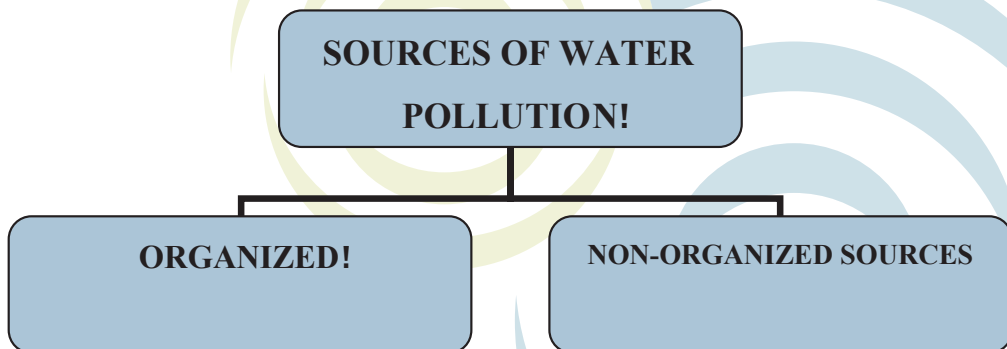 SOURCES OF WATER
POLLUTION!
ORGANIZED!
NON-ORGANIZED SOURCES